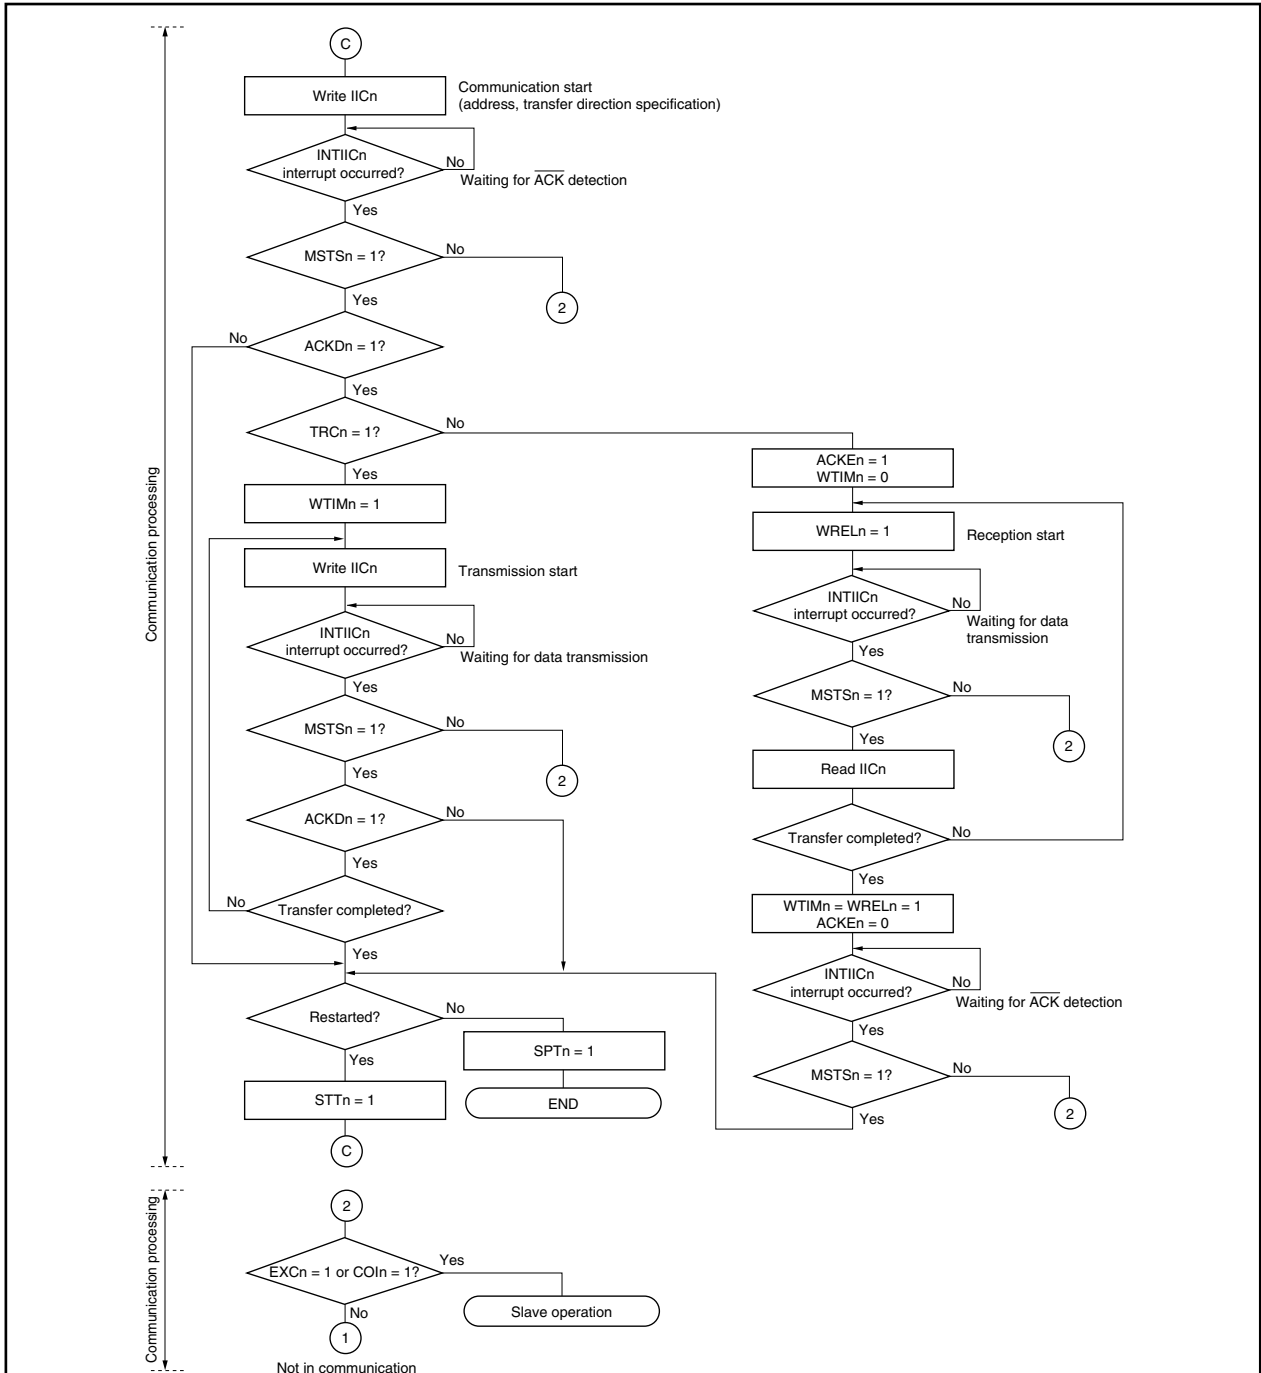 C
Write IICn
Communication start
(address, transfer direction specification)
INTIICn
interrupt occurred?
No
Waiting for ACK detection
Yes
MSTSn = 1?
No
2
Yes
ACKDn = 1?
No
Yes
TRCn = 1?
No
Yes
WTIMn = 1
Write IICn
Transmission start
INTIICn
interrupt occurred?
No
Waiting for data transmission
Yes
MSTSn = 1?
No
2
Yes
ACKDn = 1?
No
Yes
Transfer completed?
No
Yes
Restarted?
No
SPTn = 1
END
Yes
STTn = 1
C
ACKEn = 1
WTIMn = 0
WRELn = 1
Reception start
INTIICn
interrupt occurred?
No
Waiting for data
transmission
Yes
MSTSn = 1?
No
2
Yes
Read IICn
Transfer completed?
No
Yes
WTIMn = WRELn = 1
ACKEn = 0
INTIICn
interrupt occurred?
No
Waiting for ACK detection
Yes
MSTSn = 1?
No
2
Yes
Communication processing
2
EXCn = 1 or COIn = 1?
Yes
Slave operation
No
1
Not in communication
Communication processing